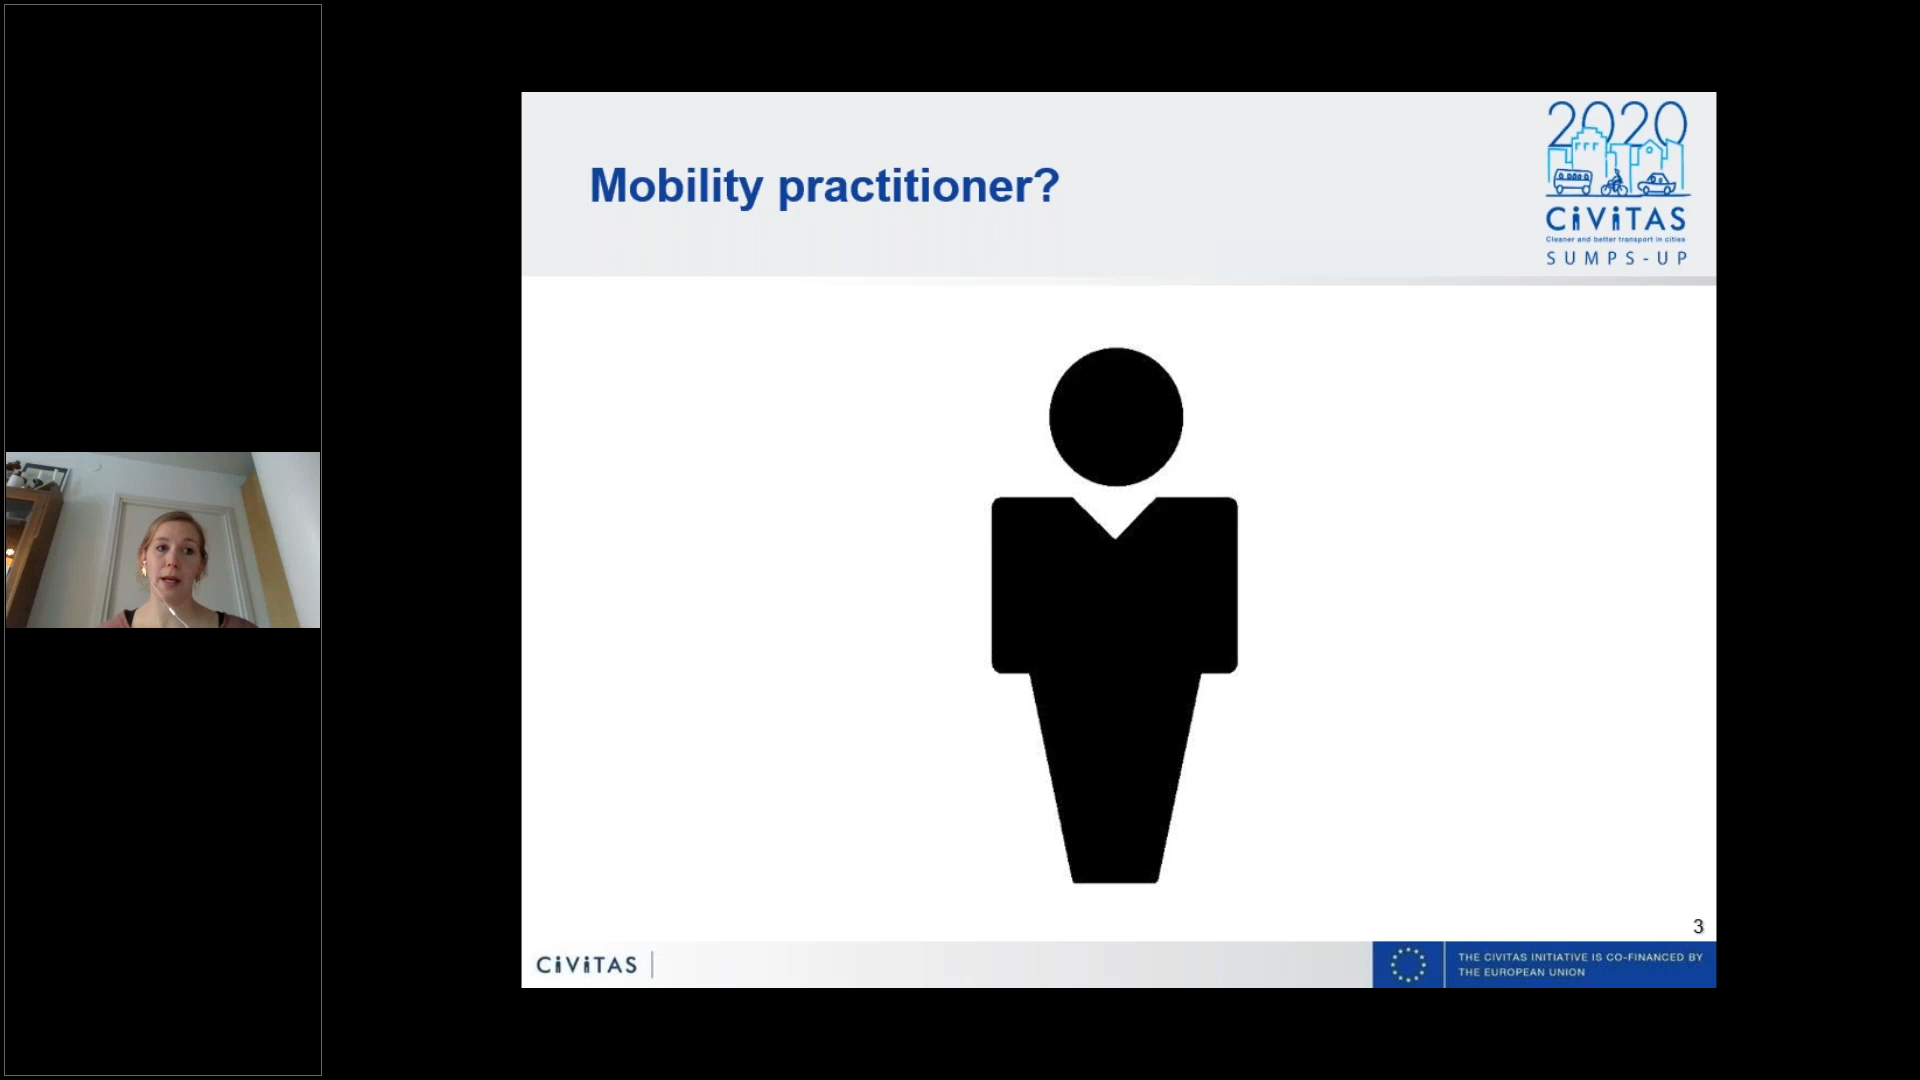 Mobility practitioner?
2020
CiViTAS
Cleaner and better transport in cities
SUMPS-UP
3
CiViTAS
THE CIVITAS INITIATIVE IS CO-FINANCED BY
THE EUROPEAN UNION